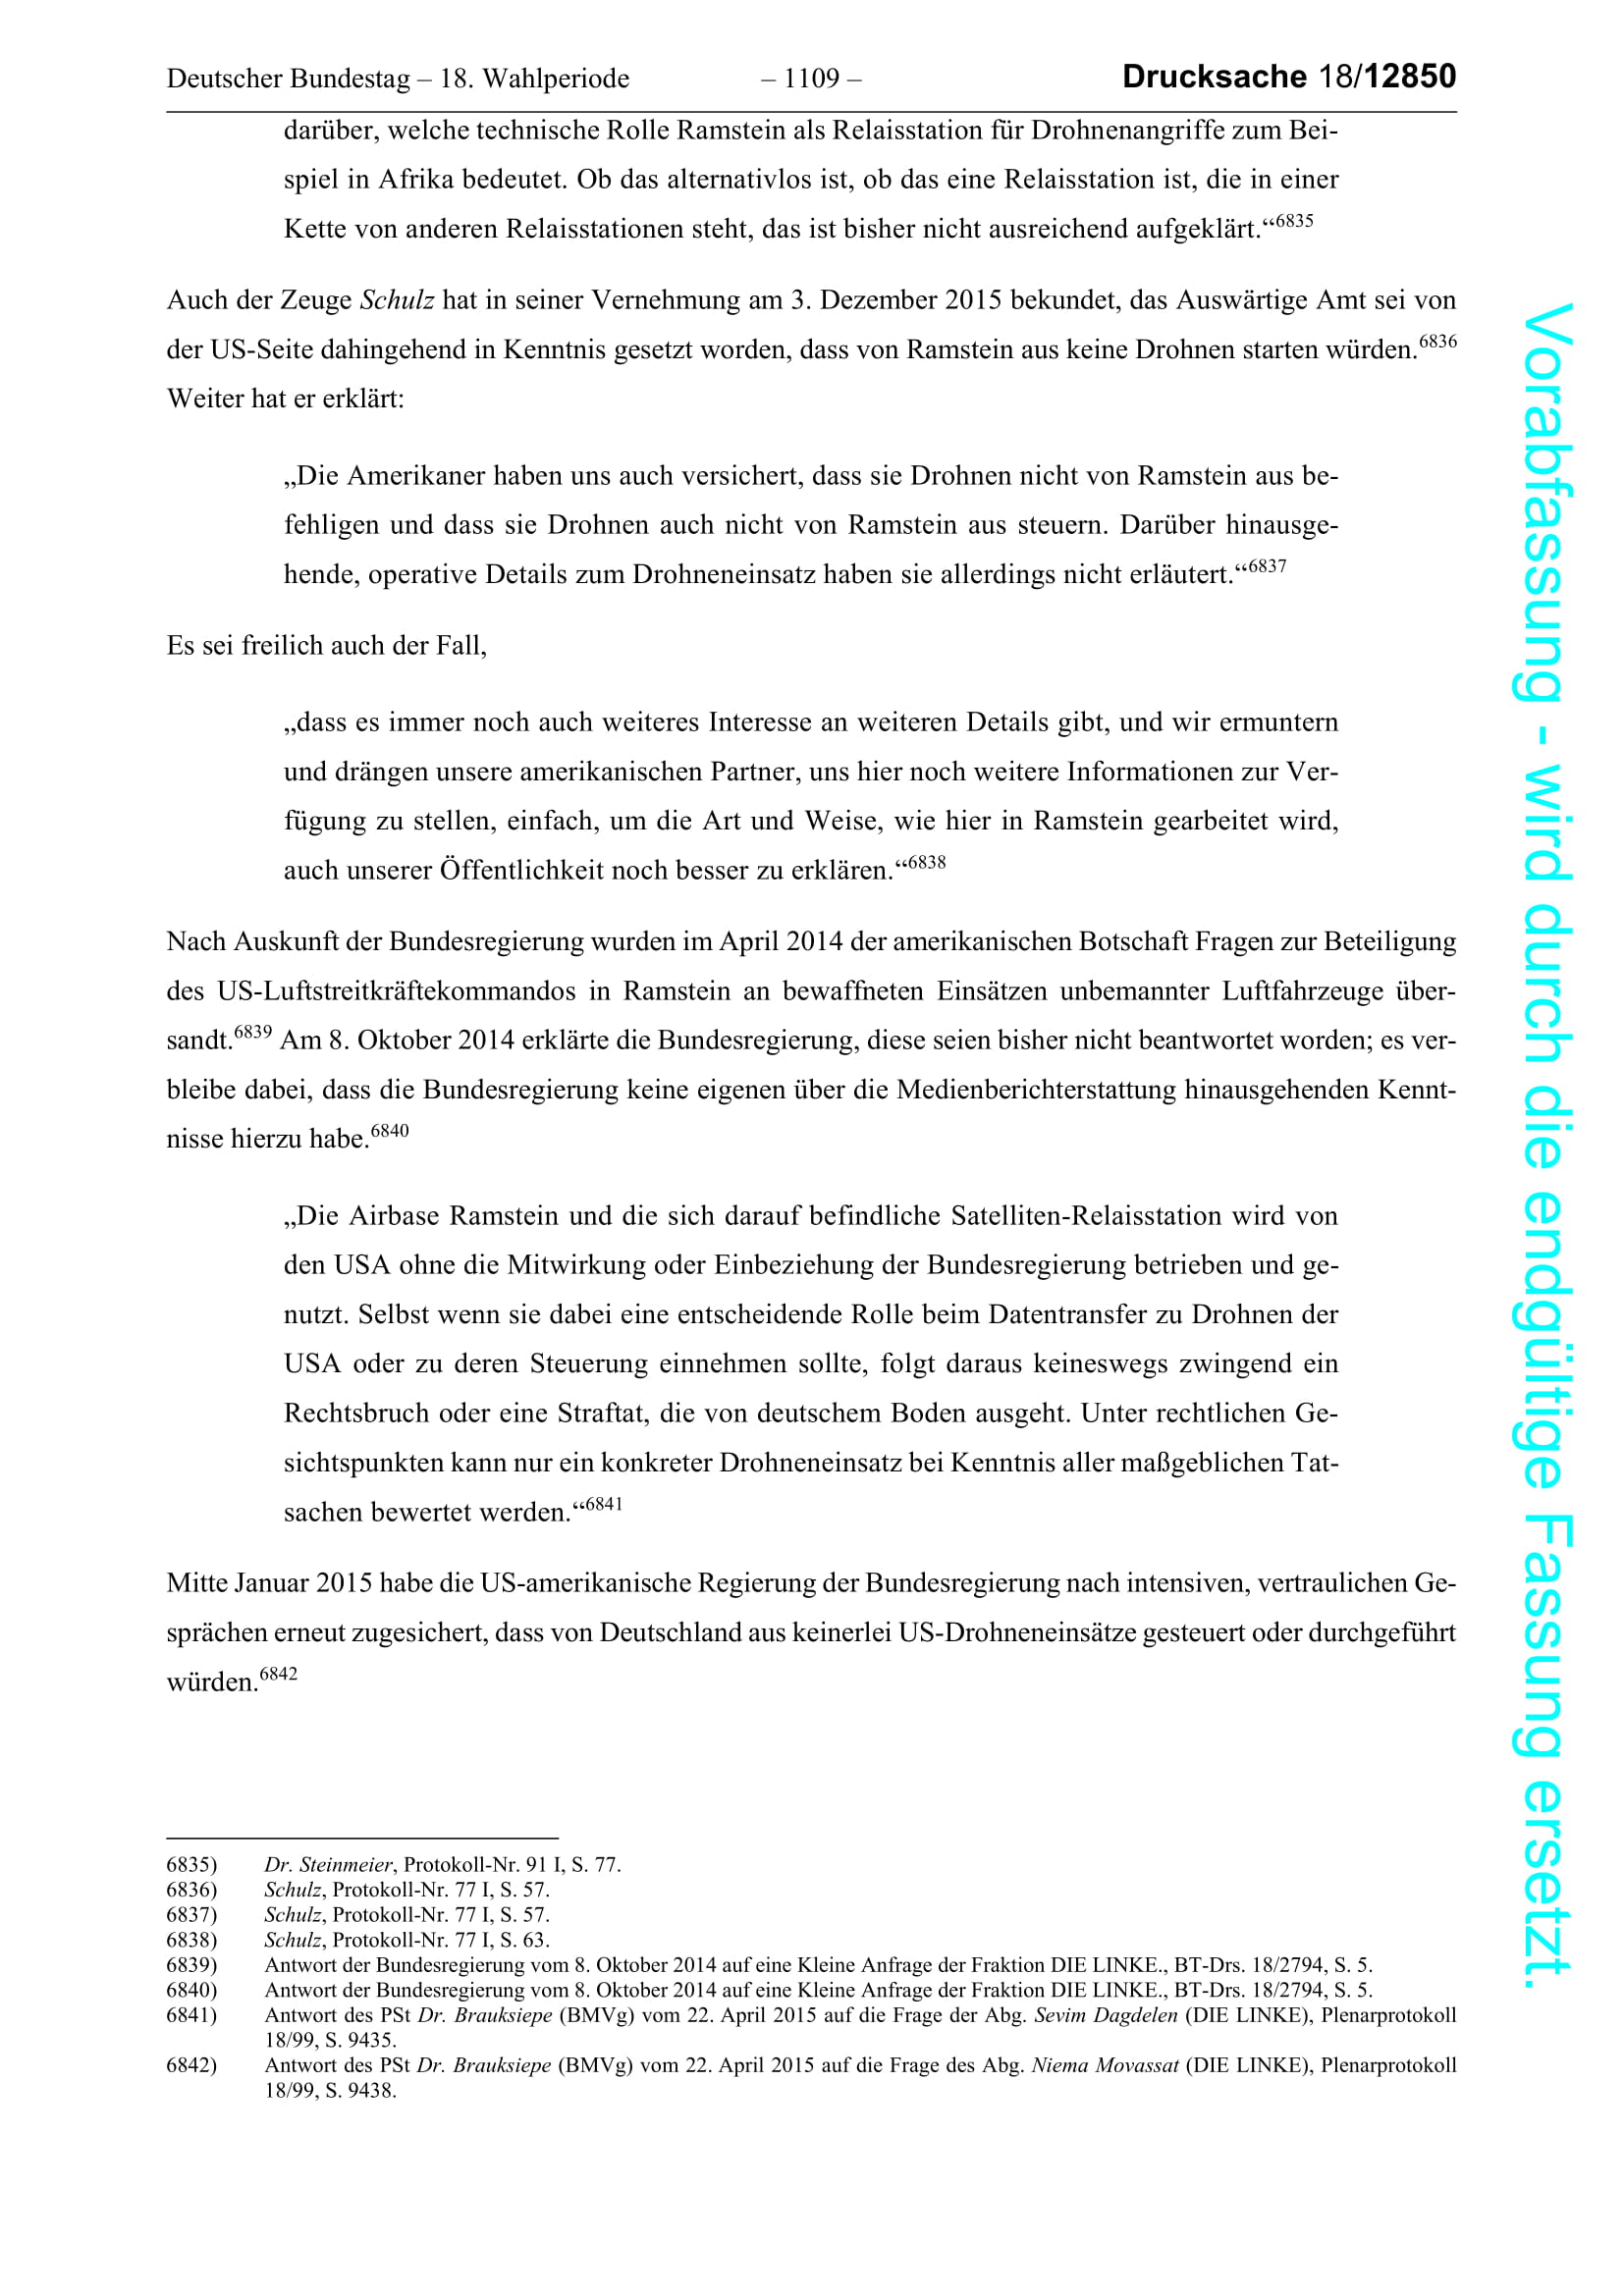 Deutscher Bundestag – 18. Wahlperiode – 1109 – Drucksache 18/12850
darüber, welche technische Rolle Ramstein als Relaisstation für Drohnenangriffe zum Bei-
spiel in Afrika bedeutet. Ob das alternativlos ist, ob das eine Relaisstation ist, die in einer
Kette von anderen Relaisstationen steht, das ist bisher nicht ausreichend aufgeklärt.“6835
Auch der Zeuge Schulz hat in seiner Vernehmung am 3. Dezember 2015 bekundet, das Auswärtige Amt sei von
der US-Seite dahingehend in Kenntnis gesetzt worden, dass von Ramstein aus keine Drohnen starten würden.6836
Weiter hat er erklärt:
„Die Amerikaner haben uns auch versichert, dass sie Drohnen nicht von Ramstein aus be-
fehligen und dass sie Drohnen auch nicht von Ramstein aus steuern. Darüber hinausge-
hende, operative Details zum Drohneneinsatz haben sie allerdings nicht erläutert.“6837
Es sei freilich auch der Fall,
„dass es immer noch auch weiteres Interesse an weiteren Details gibt, und wir ermuntern
und drängen unsere amerikanischen Partner, uns hier noch weitere Informationen zur Ver-
fügung zu stellen, einfach, um die Art und Weise, wie hier in Ramstein gearbeitet wird,
auch unserer Öffentlichkeit noch besser zu erklären.“6838
Nach Auskunft der Bundesregierung wurden im April 2014 der amerikanischen Botschaft Fragen zur Beteiligung
des US-Luftstreitkräftekommandos in Ramstein an bewaffneten Einsätzen unbemannter Luftfahrzeuge über-
sandt.6839 Am 8. Oktober 2014 erklärte die Bundesregierung, diese seien bisher nicht beantwortet worden; es ver-
bleibe dabei, dass die Bundesregierung keine eigenen über die Medienberichterstattung hinausgehenden Kennt-
nisse hierzu habe.6840
„Die Airbase Ramstein und die sich darauf befindliche Satelliten-Relaisstation wird von
den USA ohne die Mitwirkung oder Einbeziehung der Bundesregierung betrieben und ge-
nutzt. Selbst wenn sie dabei eine entscheidende Rolle beim Datentransfer zu Drohnen der
USA oder zu deren Steuerung einnehmen sollte, folgt daraus keineswegs zwingend ein
Rechtsbruch oder eine Straftat, die von deutschem Boden ausgeht. Unter rechtlichen Ge-
sichtspunkten kann nur ein konkreter Drohneneinsatz bei Kenntnis aller maßgeblichen Tat-
sachen bewertet werden.“6841
Mitte Januar 2015 habe die US-amerikanische Regierung der Bundesregierung nach intensiven, vertraulichen Ge-
sprächen erneut zugesichert, dass von Deutschland aus keinerlei US-Drohneneinsätze gesteuert oder durchgeführt
würden.6842
6835) Dr. Steinmeier, Protokoll-Nr. 91 I, S. 77.
6836) Schulz, Protokoll-Nr. 77 I, S. 57.
6837) Schulz, Protokoll-Nr. 77 I, S. 57.
6838) Schulz, Protokoll-Nr. 77 I, S. 63.
6839) Antwort der Bundesregierung vom 8. Oktober 2014 auf eine Kleine Anfrage der Fraktion DIE LINKE., BT-Drs. 18/2794, S. 5.
6840) Antwort der Bundesregierung vom 8. Oktober 2014 auf eine Kleine Anfrage der Fraktion DIE LINKE., BT-Drs. 18/2794, S. 5.
6841) Antwort des PSt Dr. Brauksiepe (BMVg) vom 22. April 2015 auf die Frage der Abg. Sevim Dagdelen (DIE LINKE), Plenarprotokoll
18/99, S. 9435.
6842) Antwort des PSt Dr. Brauksiepe (BMVg) vom 22. April 2015 auf die Frage des Abg. Niema Movassat (DIE LINKE), Plenarprotokoll
18/99, S. 9438.
Vorabfassung - wird durch die endgültige Fassung ersetzt.